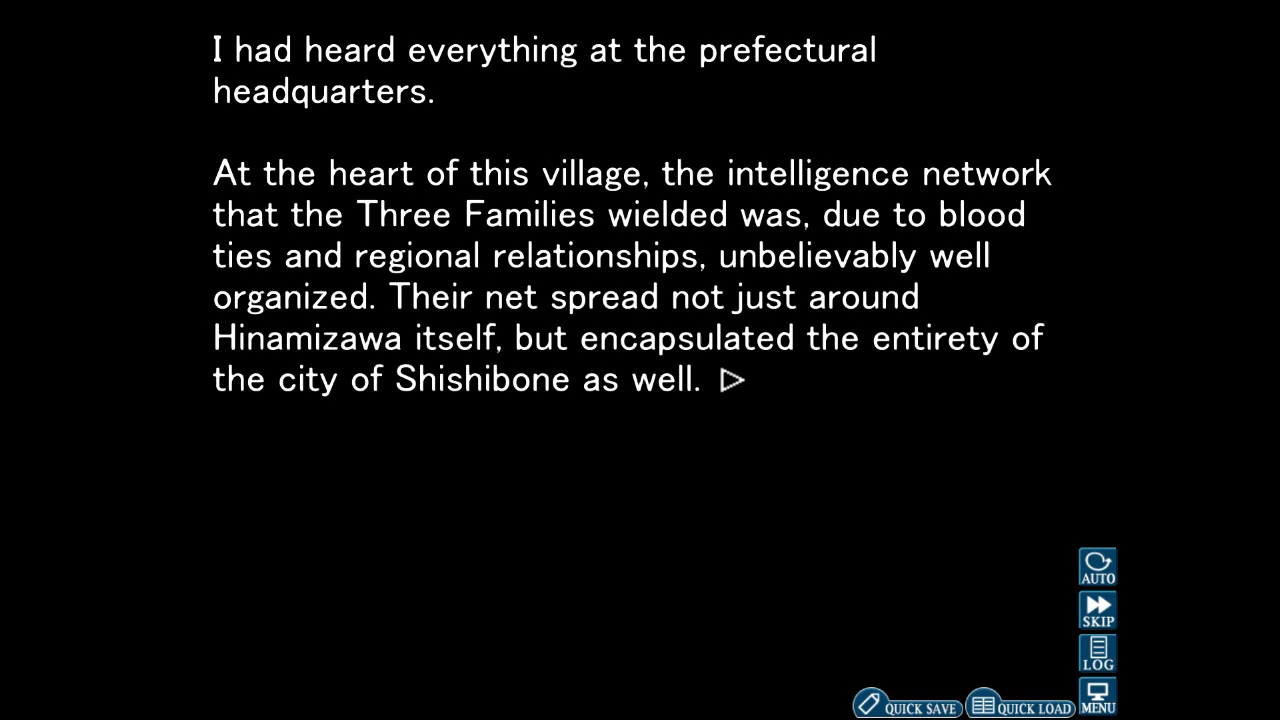 I had heard everything at the prefectural
headquarters.
At the heart of this village, the intelligence network
that the Three Families wielded was, due to blood
ties and regional relationships, unbelievably well
organized. Their net spread not just around
Hinamizawa itself, but encapsulated the entirety of
the city of Shishibone as well.
AUTO
SKIP
LOG
MENU
QUICK SAVE
QUICK LOAD